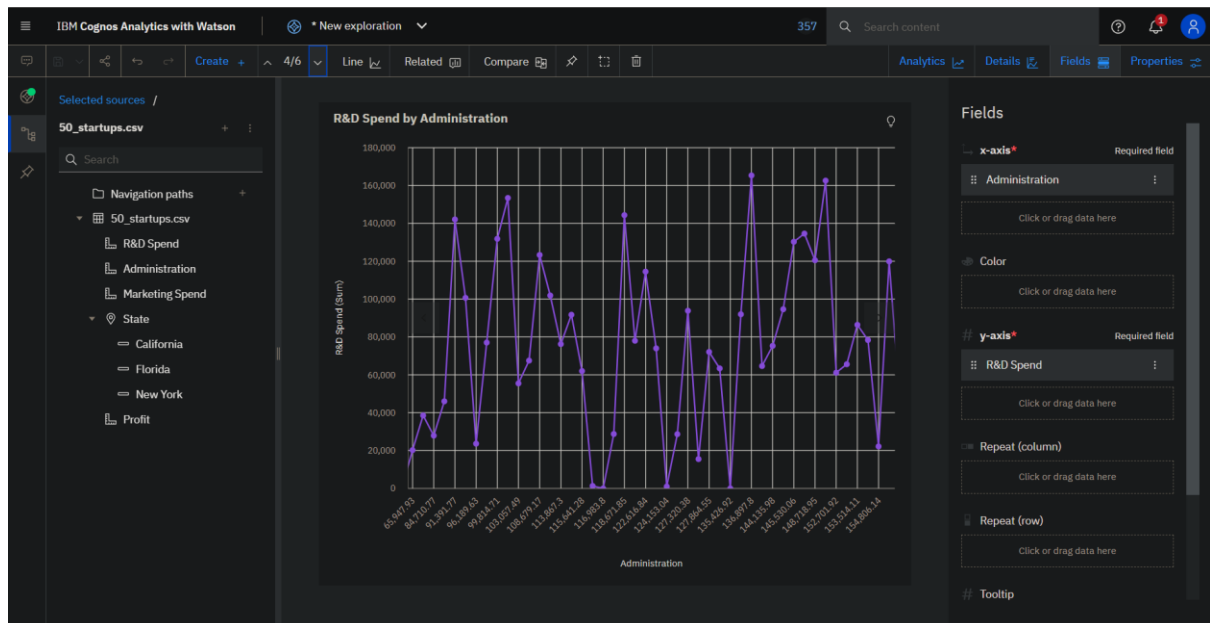 IBM Cognos Analytics with Watson
* New exploration
357
Search content
1
Create +
4/6
Line
Related
Compare
Analytics
Details
Fields
Properties
Selected sources /
50_startups.csv
Search
Navigation paths
50_startups.csv
R&D Spend
Administration
Marketing Spend
State
California
Florida
New York
Profit
R&D Spend by Administration
R&D Spend (Sum)
180,000
160,000
140,000
120,000
100,000
80,000
60,000
40,000
20,000
0
65,947.93
84,710.77
91,391.77
96,189.63
99,814.71
103,057.49
108,679.17
113,867.3
115,641.28
116,983.8
118,671.85
122,616.84
124,153.04
127,320.38
127,864.55
135,426.92
136,897.8
144,135.98
145,530.06
148,718.95
152,701.92
153,514.11
154,806.14
Administration
Fields
x-axis*
Required field
Administration
Click or drag data here
Color
Click or drag data here
y-axis*
Required field
R&D Spend
Click or drag data here
Repeat (column)
Click or drag data here
Repeat (row)
Click or drag data here
Tooltip